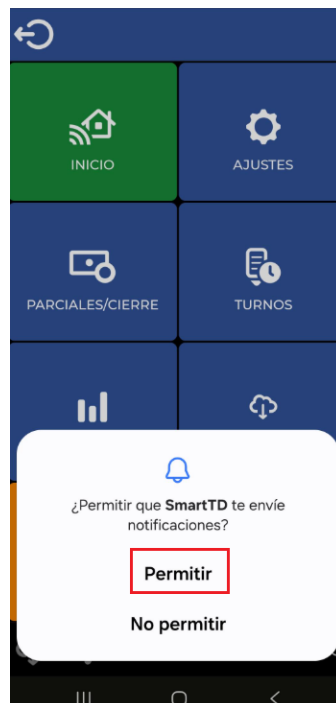 INICIO
AJUSTES
PARCIALES/CIERRE
TURNOS
¿Permitir que SmartTD te envíe
notificaciones?
Permitir
No permitir